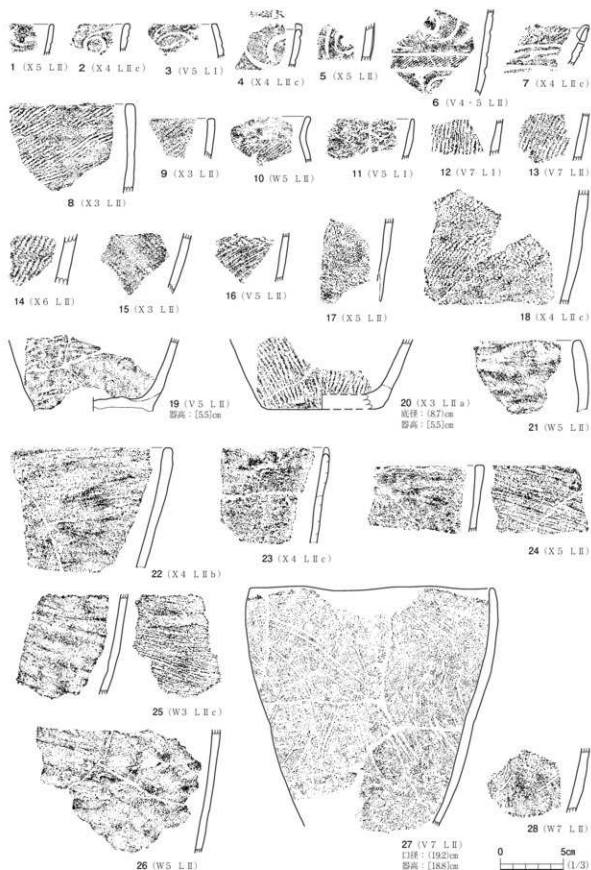 1 (X5 LⅡ)
2 (X4 LⅡc)
3 (V5 LⅠ)
4 (X4 LⅡc)
5 (X5 LⅡ)
6 (V4・5 LⅡ)
7 (X4 LⅡc)
8 (X3 LⅡ)
9 (X3 LⅡ)
10 (W5 LⅡ)
11 (V5 LⅠ)
12 (V7 LⅠ)
13 (V7 LⅡ)
14 (X6 LⅡ)
15 (X3 LⅡ)
16 (V5 LⅡ)
17 (X5 LⅡ)
18 (X4 LⅡc)
19 (V5 LⅡ)
器高：[5.5]cm
20 (X3 LⅡa)
底径：(8.7)cm
器高：[5.5]cm
21 (W5 LⅡ)
22 (X4 LⅡb)
23 (X4 LⅡc)
24 (X5 LⅡ)
25 (W3 LⅡc)
26 (W5 LⅡ)
27 (V7 LⅡ)
口径：(19.2)cm
器高：[18.8]cm
28 (W7 LⅡ)
0 5cm
(1/3)